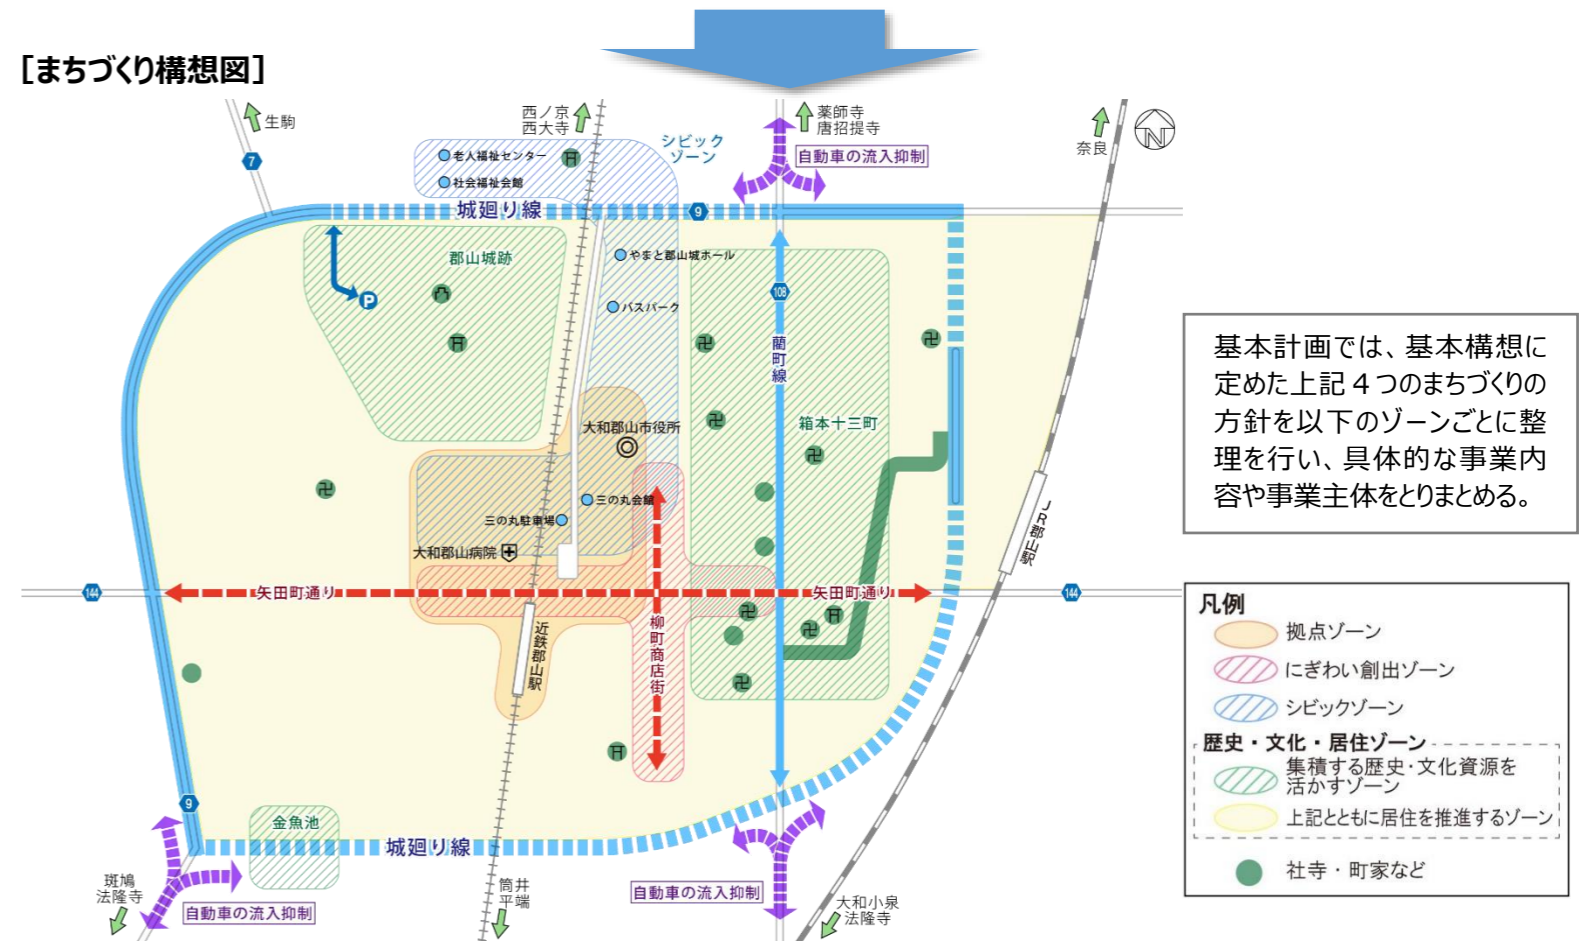 [まちづくり構想図]
生駒
西ノ京
西大寺
薬師寺
唐招提寺
奈良
N
シビック
ゾーン
自動車の流入抑制
老人福祉センター
社会福祉会館
7
城廻り線
9
郡山城跡
P
やまと郡山城ホール
バスパーク
108
藺町線
箱本十三町
大和郡山市役所
三の丸会館
三の丸駐車場
大和郡山病院
JR郡山駅
144
矢田町通り
矢田町通り
144
近鉄郡山駅
柳町商店街
9
金魚池
城廻り線
斑鳩
法隆寺
自動車の流入抑制
筒井
平端
自動車の流入抑制
大和小泉
法隆寺
基本計画では、基本構想に
定めた上記4つのまちづくりの
方針を以下のゾーンごとに整
理を行い、具体的な事業内
容や事業主体をとりまとめる。
凡例
拠点ゾーン
にぎわい創出ゾーン
シビックゾーン
歴史・文化・居住ゾーン
集積する歴史・文化資源を
活かすゾーン
上記とともに居住を推進するゾーン
社寺・町家など